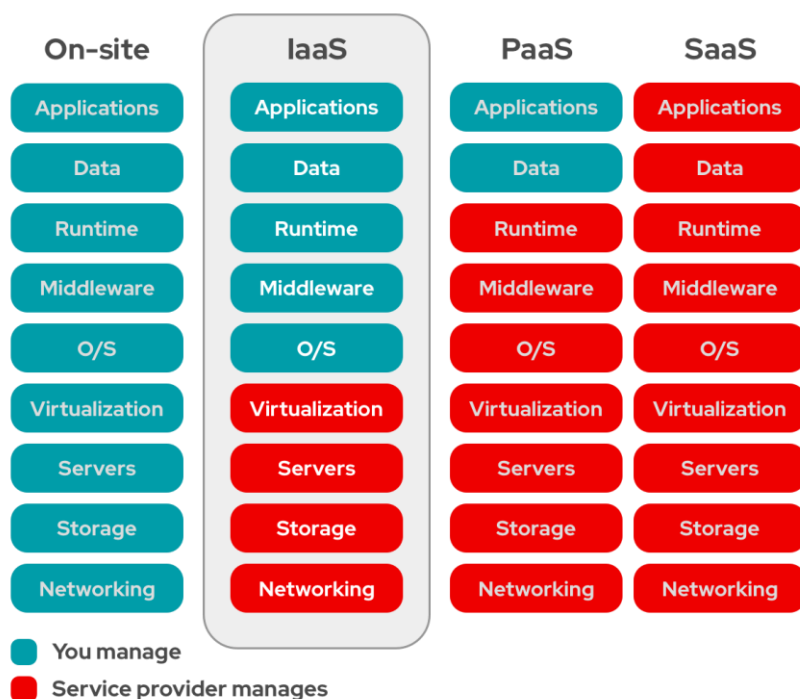 On-site IaaS PaaS SaaS
Applications Applications Applications Applications
Data Data Data Data
Runtime Runtime Runtime Runtime
Middleware Middleware Middleware Middleware
O/S O/S O/S O/S
Virtualization Virtualization Virtualization Virtualization
Servers Servers Servers Servers
Storage Storage Storage Storage
Networking Networking Networking Networking
You manage
Service provider manages